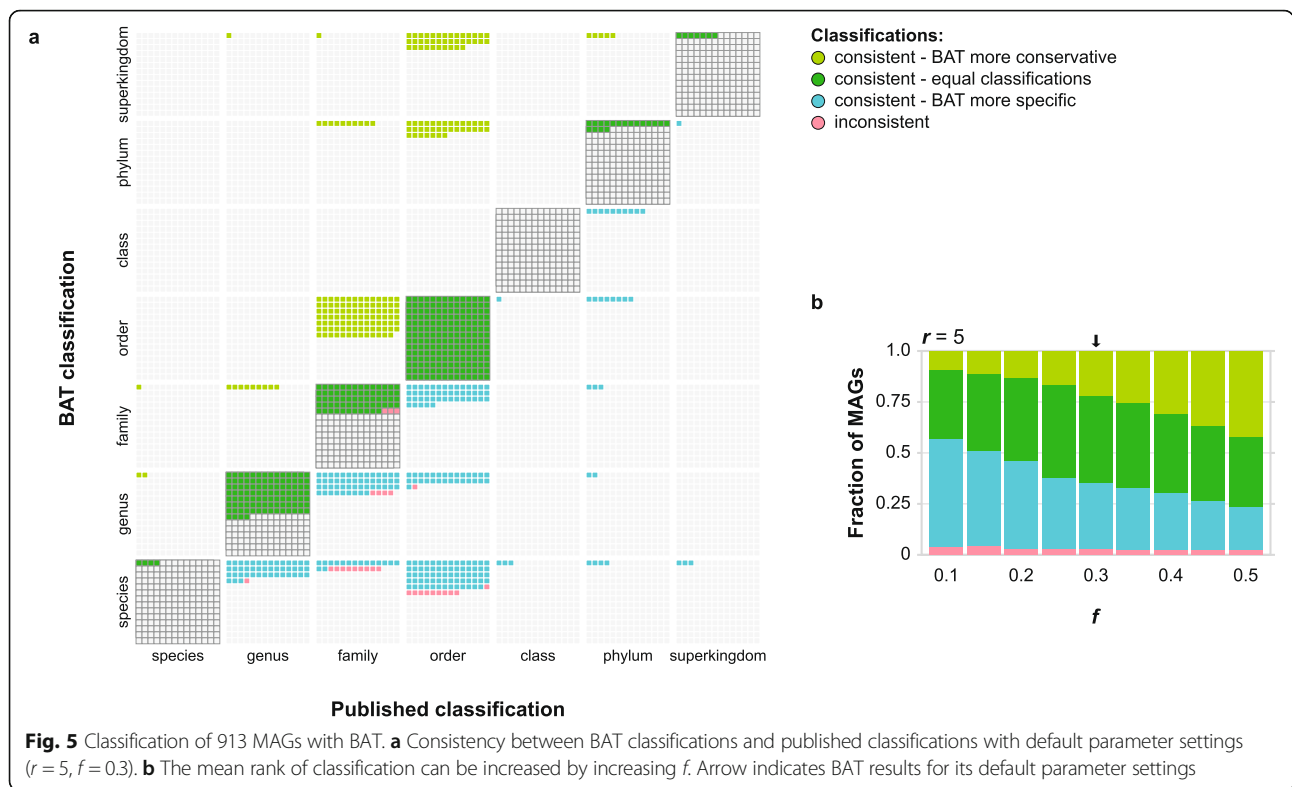 a
superkingdom
phylum
class
order
family
genus
species
BAT classification
species genus family order class phylum superkingdom
Published classification
Classifications:
consistent - BAT more conservative
consistent - equal classifications
consistent - BAT more specific
inconsistent
b
r = 5
1.0
0.75
0.5
0.25
0
Fraction of MAGs
0.1 0.2 0.3 0.4 0.5
f
Fig. 5 Classification of 913 MAGs with BAT. a Consistency between BAT classifications and published classifications with default parameter settings
(r = 5, f = 0.3). b The mean rank of classification can be increased by increasing f. Arrow indicates BAT results for its default parameter settings